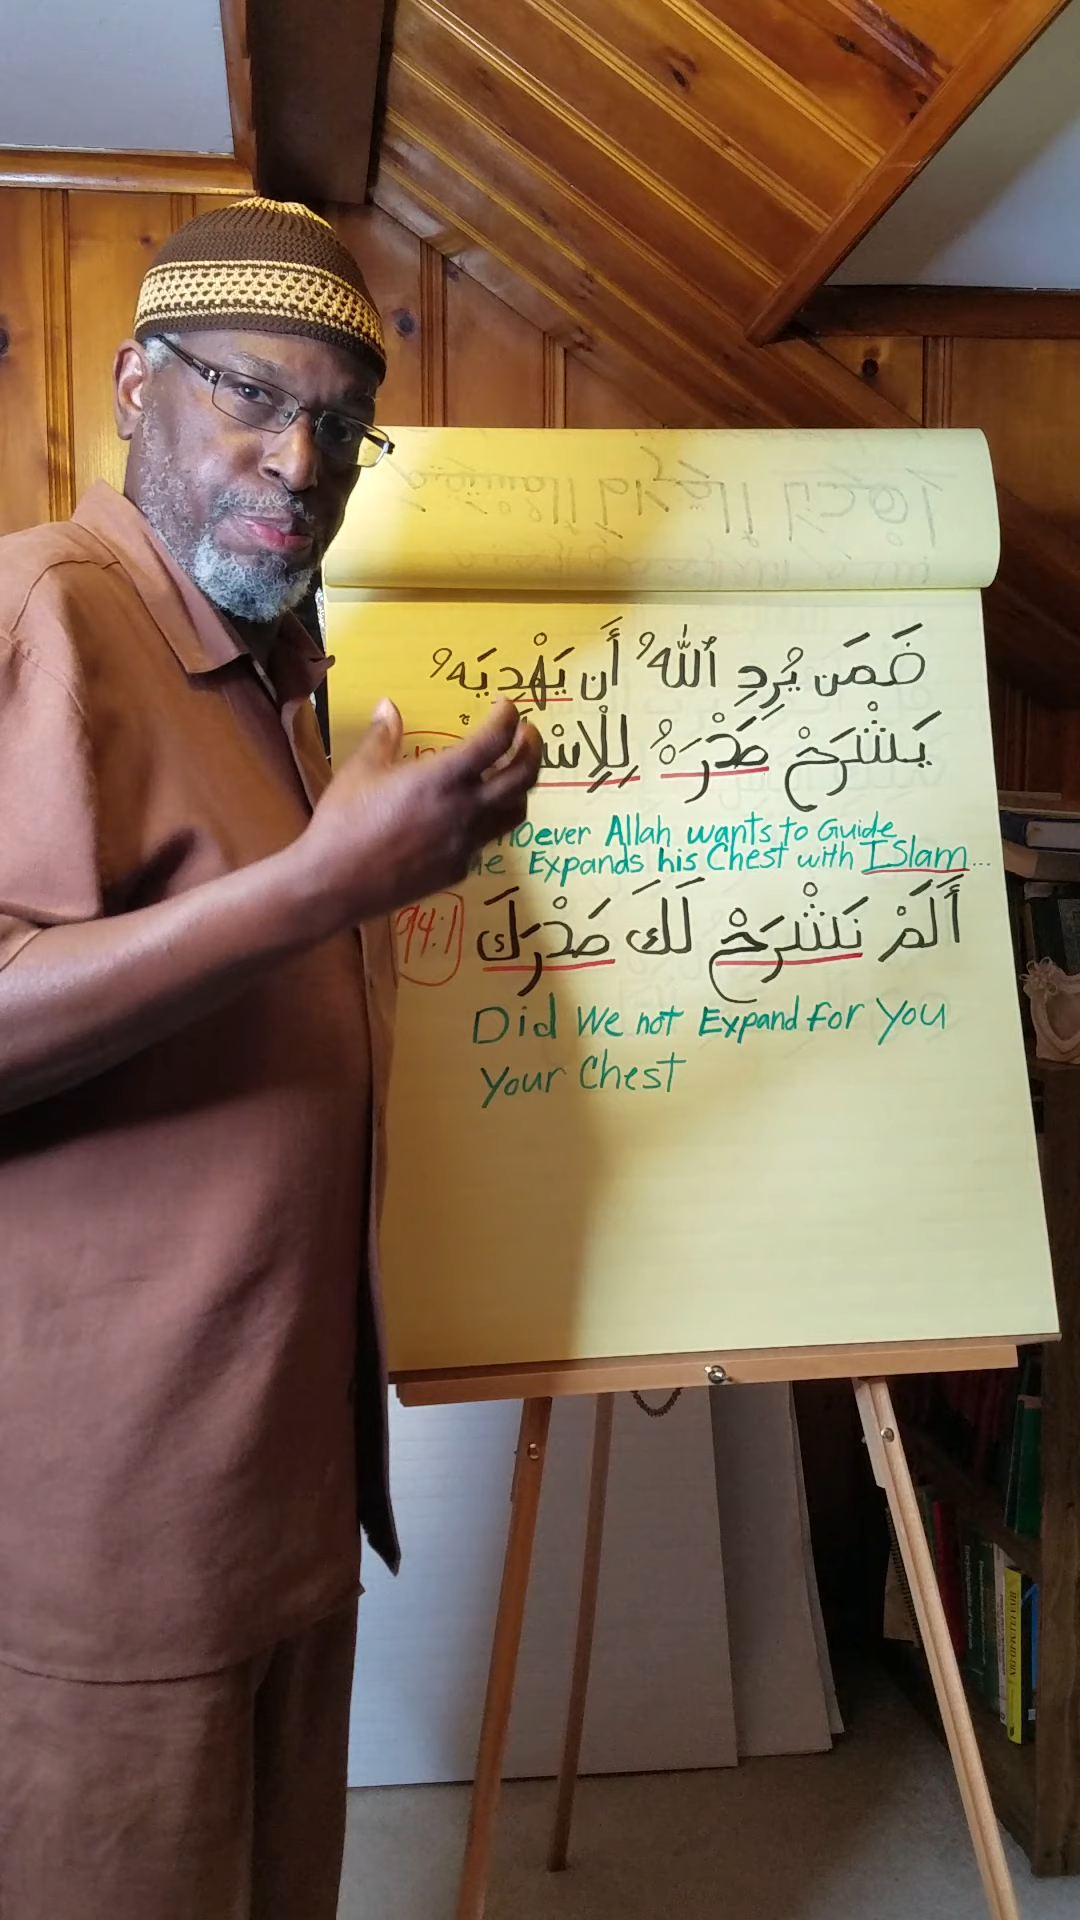 فَمَن يُرِدِ ٱللَّهُ أَن يَهْدِيَهُ
يَشْرَحْ صَدْرَهُ
Allah wants to Guide
Expands his Chest with Islam...
أَلَمْ نَشْرَحْ لَكَ صَدْرَكَ 94:1
Did We not Expand for You
Your Chest